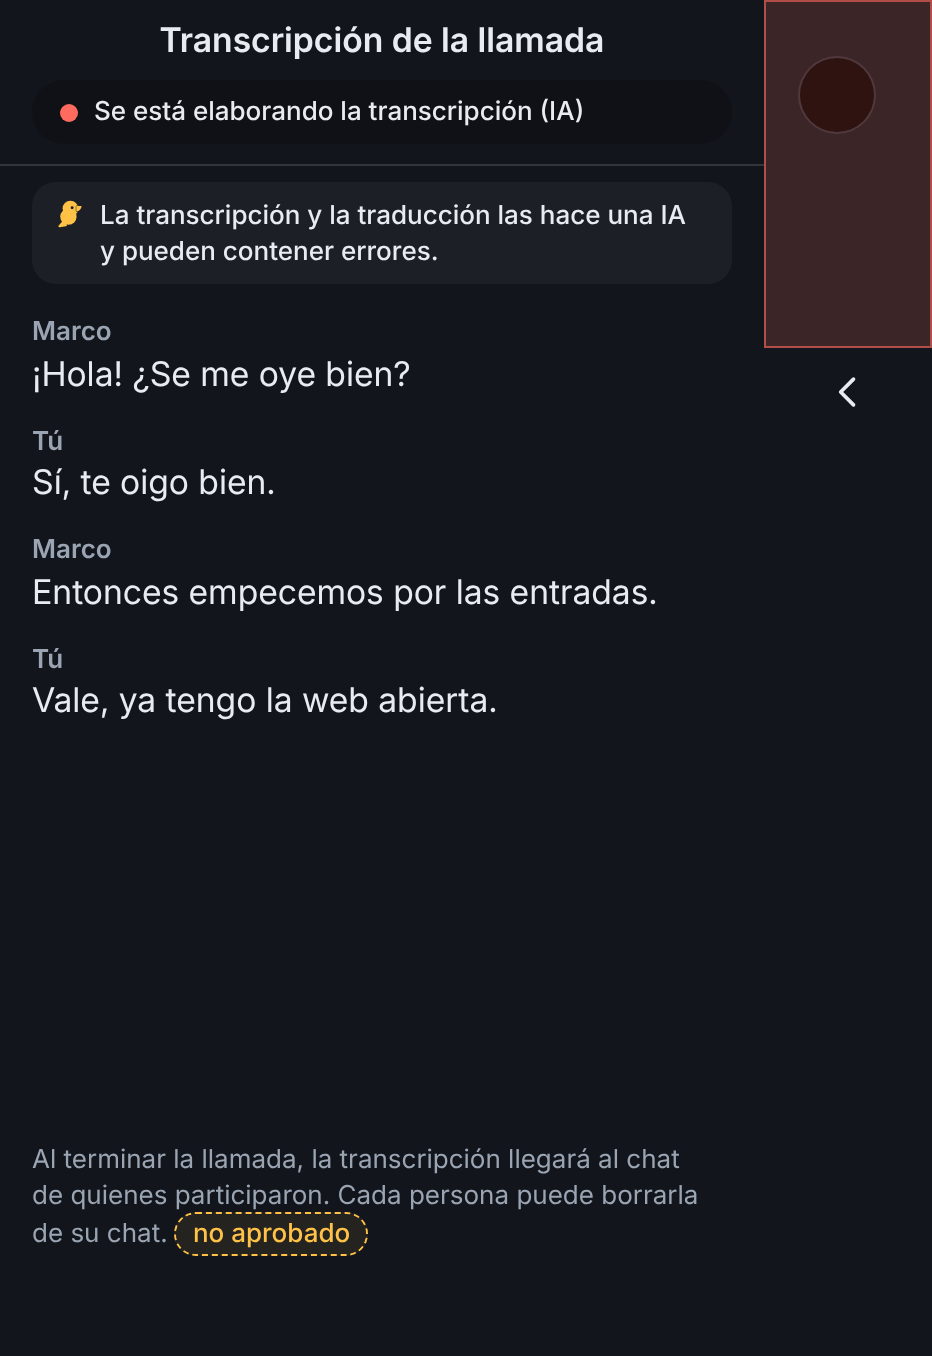 Transcripción de la llamada
Se está elaborando la transcripción (IA)
La transcripción y la traducción las hace una IA
y pueden contener errores.
Marco
¡Hola! ¿Se me oye bien?
Tú
Sí, te oigo bien.
Marco
Entonces empecemos por las entradas.
Tú
Vale, ya tengo la web abierta.
Al terminar la llamada, la transcripción llegará al chat
de quienes participaron. Cada persona puede borrarla
de su chat. no aprobado